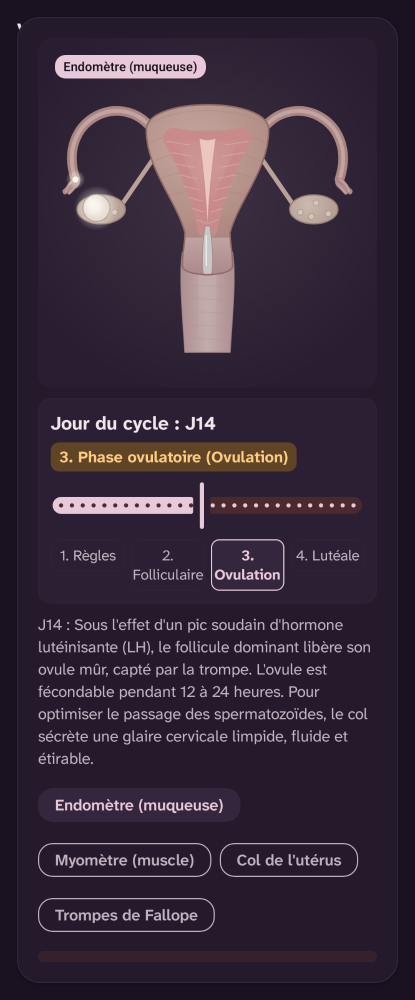 Endomètre (muqueuse)
Jour du cycle : J14
3. Phase ovulatoire (Ovulation)
1. Règles
2.
Folliculaire
3.
Ovulation
4. Lutéale
J14 : Sous l'effet d'un pic soudain d'hormone
lutéinisante (LH), le follicule dominant libère son
ovule mûr, capté par la trompe. L'ovule est
fécondable pendant 12 à 24 heures. Pour
optimiser le passage des spermatozoïdes, le col
sécrète une glaire cervicale limpide, fluide et
étirable.
Endomètre (muqueuse)
Myomètre (muscle)
Col de l'utérus
Trompes de Fallope